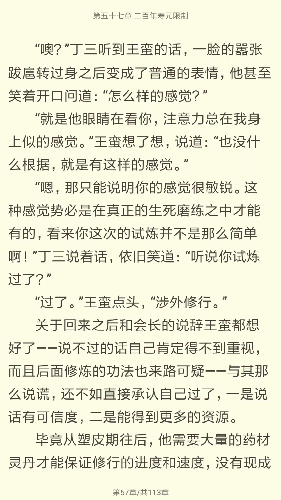 第五十七章 二百年寿元限制
“噢？”丁三听到王蛮的话，一脸的嚣张
跋扈转过身之后变成了普通的表情，他甚至
笑着开口问道：“怎么样的感觉？”
“就是他眼睛在看你，注意力总在我身
上似的感觉。”王蛮想了想，说道：“也没什
么根据，就是有这样的感觉。”
“嗯，那只能说明你的感觉很敏锐。这
种感觉势必是在真正的生死磨练之中才能
有的，看来你这次的试炼并不是那么简单
啊！”丁三说着话，依旧笑道：“听说你试炼
过了？”
“过了。”王蛮点头，“涉外修行。”
关于回来之后和会长的说辞王蛮都想
好了——说不过的话自己肯定得不到重视，
而且后面修炼的功法也来路可疑——与其那
么说谎，还不如直接承认自己过了，一是说
话有可信度，二是能得到更多的资源。
毕竟从塑皮期往后，他需要大量的药材
灵丹才能保证修行的进度和速度，没有现成
第57章/共113章